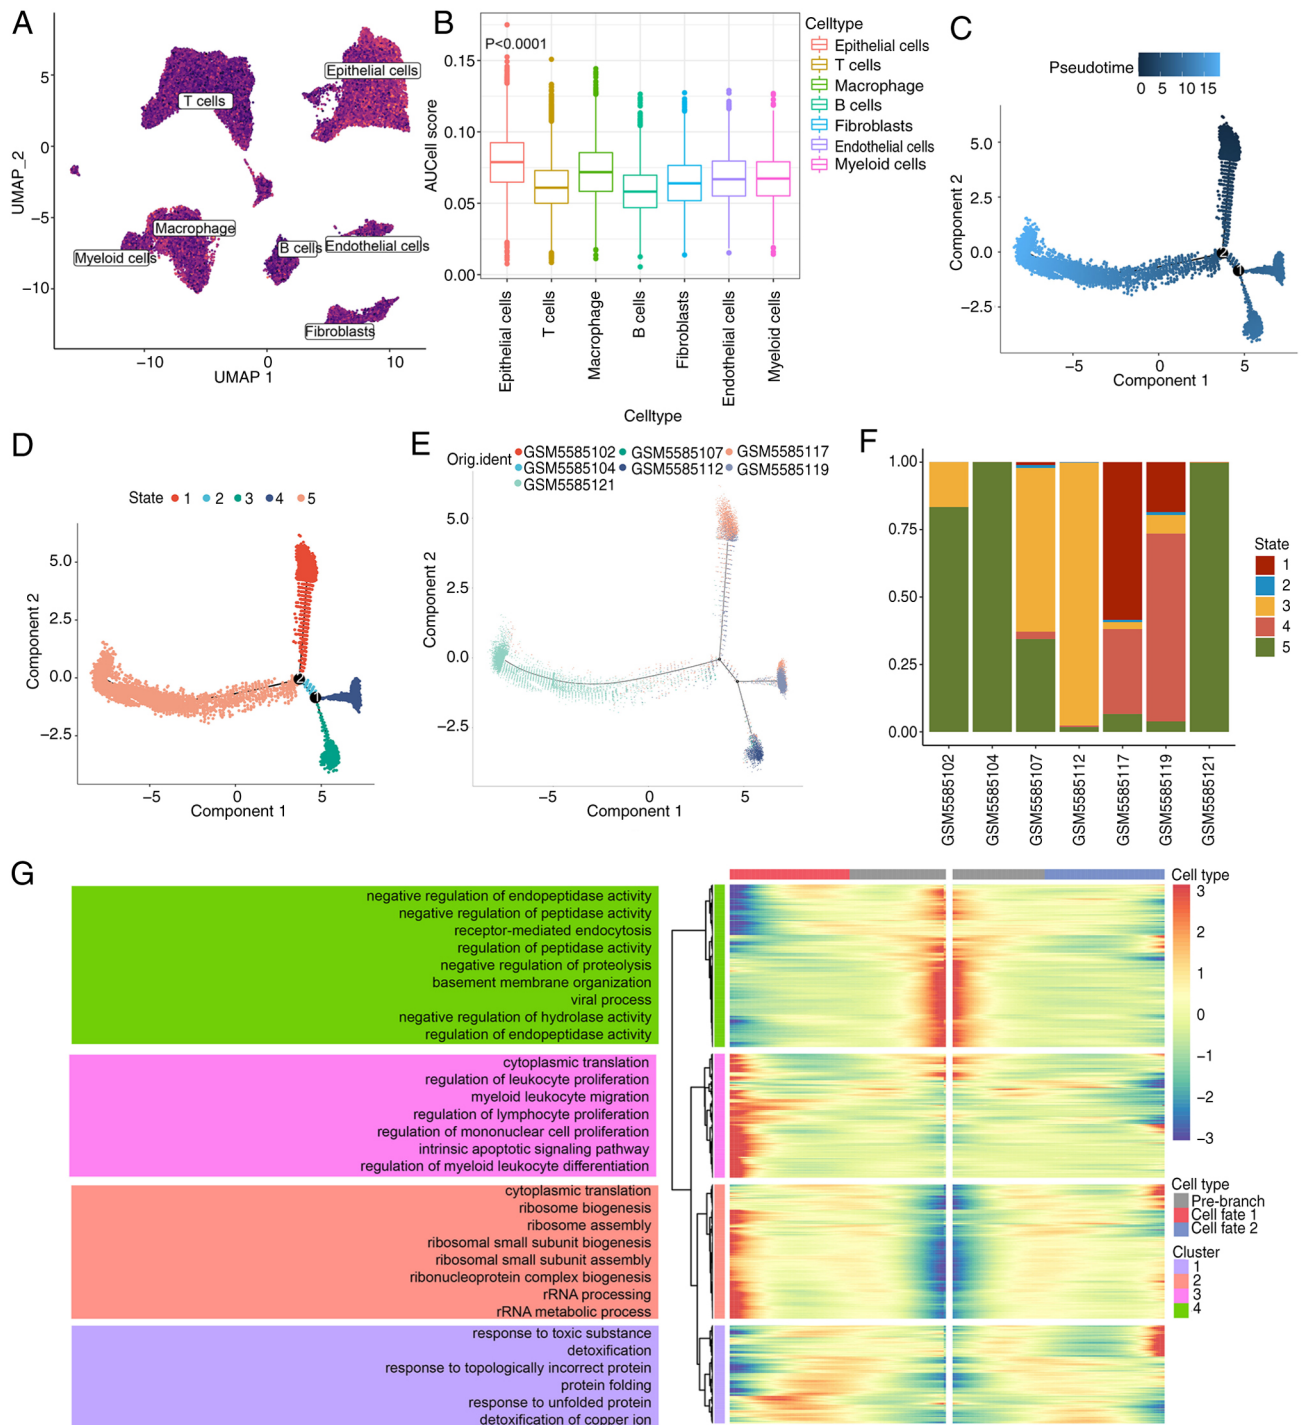 A
5
0
−5
−10
UMAP_2
−10
0
10
UMAP 1
T cells
Epithelial cells
Macrophage
Myeloid cells
B cells
Endothelial cells
Fibroblasts
B
P<0.0001
0.15
0.10
0.05
0.00
AUCell score
Epithelial cells
T cells
Macrophage
B cells
Fibroblasts
Endothelial cells
Myeloid cells
Celltype
Celltype
Epithelial cells
T cells
Macrophage
B cells
Fibroblasts
Endothelial cells
Myeloid cells
C
Pseudotime
0 5 10 15
5.0
2.5
0.0
−2.5
Component 2
2
1
−5 0 5
Component 1
D
State 1 2 3 4 5
5.0
2.5
0.0
−2.5
Component 2
2
1
−5 0 5
Component 1
E
Orig.ident
GSM5585102 GSM5585107 GSM5585117
GSM5585104 GSM5585112 GSM5585119
GSM5585121
5.0
2.5
0.0
−2.5
Component 2
−5 0 5
Component 1
F
1.00
0.75
0.50
0.25
0.00
GSM5585102
GSM5585104
GSM5585107
GSM5585112
GSM5585117
GSM5585119
GSM5585121
State
1
2
3
4
5
G
negative regulation of endopeptidase activity
negative regulation of peptidase activity
receptor-mediated endocytosis
regulation of peptidase activity
negative regulation of proteolysis
basement membrane organization
viral process
negative regulation of hydrolase activity
regulation of endopeptidase activity
cytoplasmic translation
regulation of leukocyte proliferation
myeloid leukocyte migration
regulation of lymphocyte proliferation
regulation of mononuclear cell proliferation
intrinsic apoptotic signaling pathway
regulation of myeloid leukocyte differentiation
cytoplasmic translation
ribosome biogenesis
ribosome assembly
ribosomal small subunit biogenesis
ribosomal small subunit assembly
ribonucleoprotein complex biogenesis
rRNA processing
rRNA metabolic process
response to toxic substance
detoxification
response to topologically incorrect protein
protein folding
response to unfolded protein
detoxification of copper ion
Cell type
3
2
1
0
−1
−2
−3
Cell type
Pre-branch
Cell fate 1
Cell fate 2
Cluster
1
2
3
4